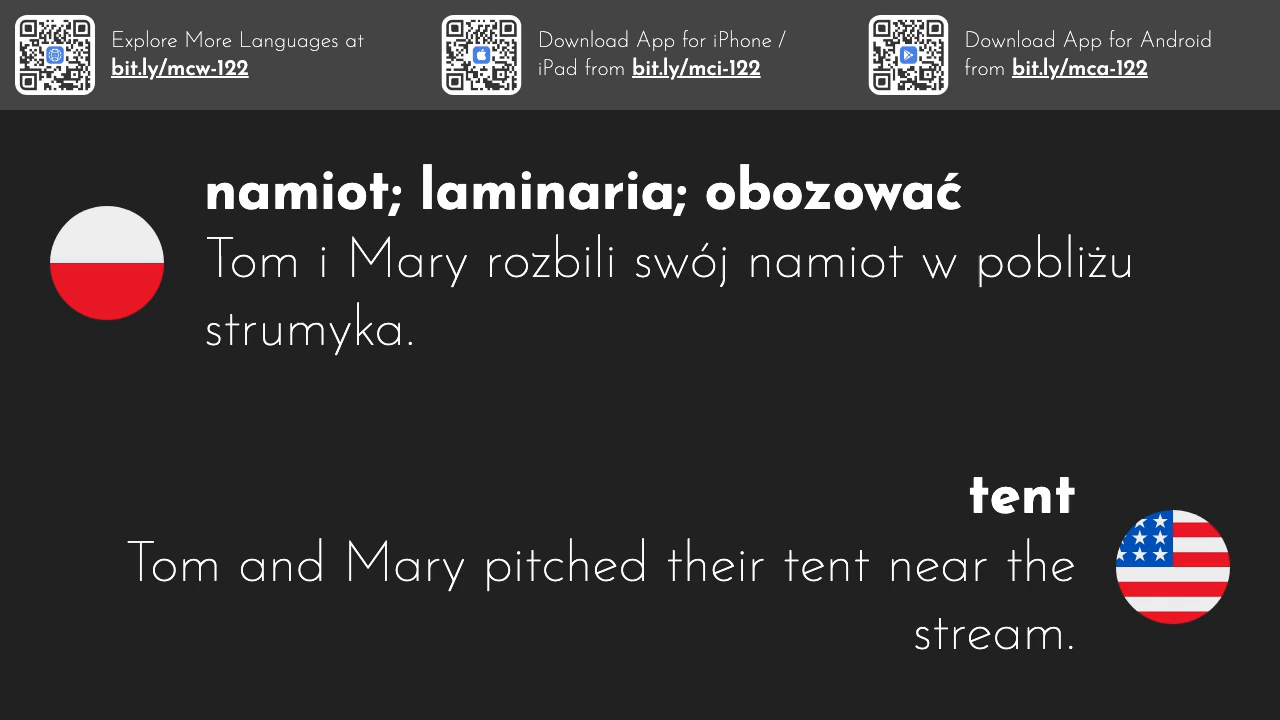 Explore More Languages at
bit.ly/mcw-122
Download App for iPhone /
iPad from bit.ly/mci-122
Download App for Android
from bit.ly/mca-122
namiot; laminaria; obozować
Tom i Mary rozbili swój namiot w pobliżu
strumyka.
tent
Tom and Mary pitched their tent near the
stream.